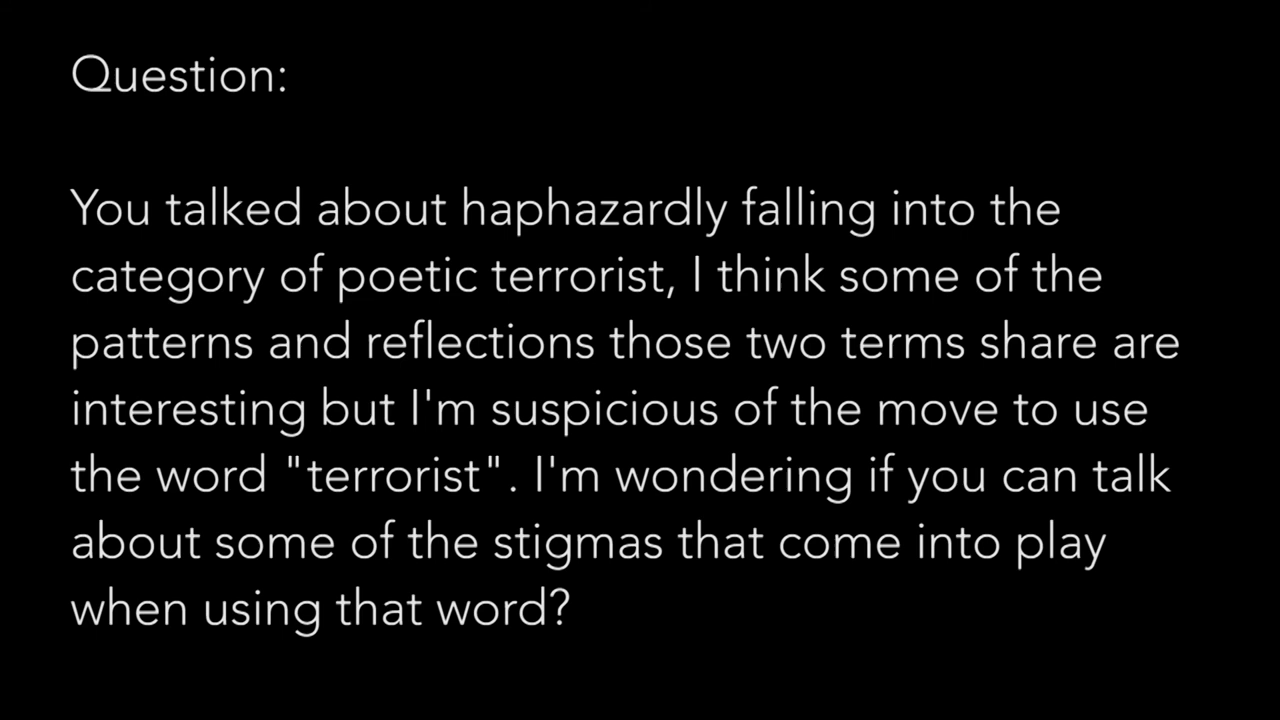 Question:
You talked about haphazardly falling into the
category of poetic terrorist, I think some of the
patterns and reflections those two terms share are
interesting but I'm suspicious of the move to use
the word "terrorist". I'm wondering if you can talk
about some of the stigmas that come into play
when using that word?